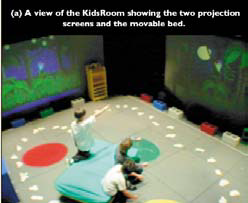 (a) A view of the KidsRoom showing the two projection
screens and the movable bed.